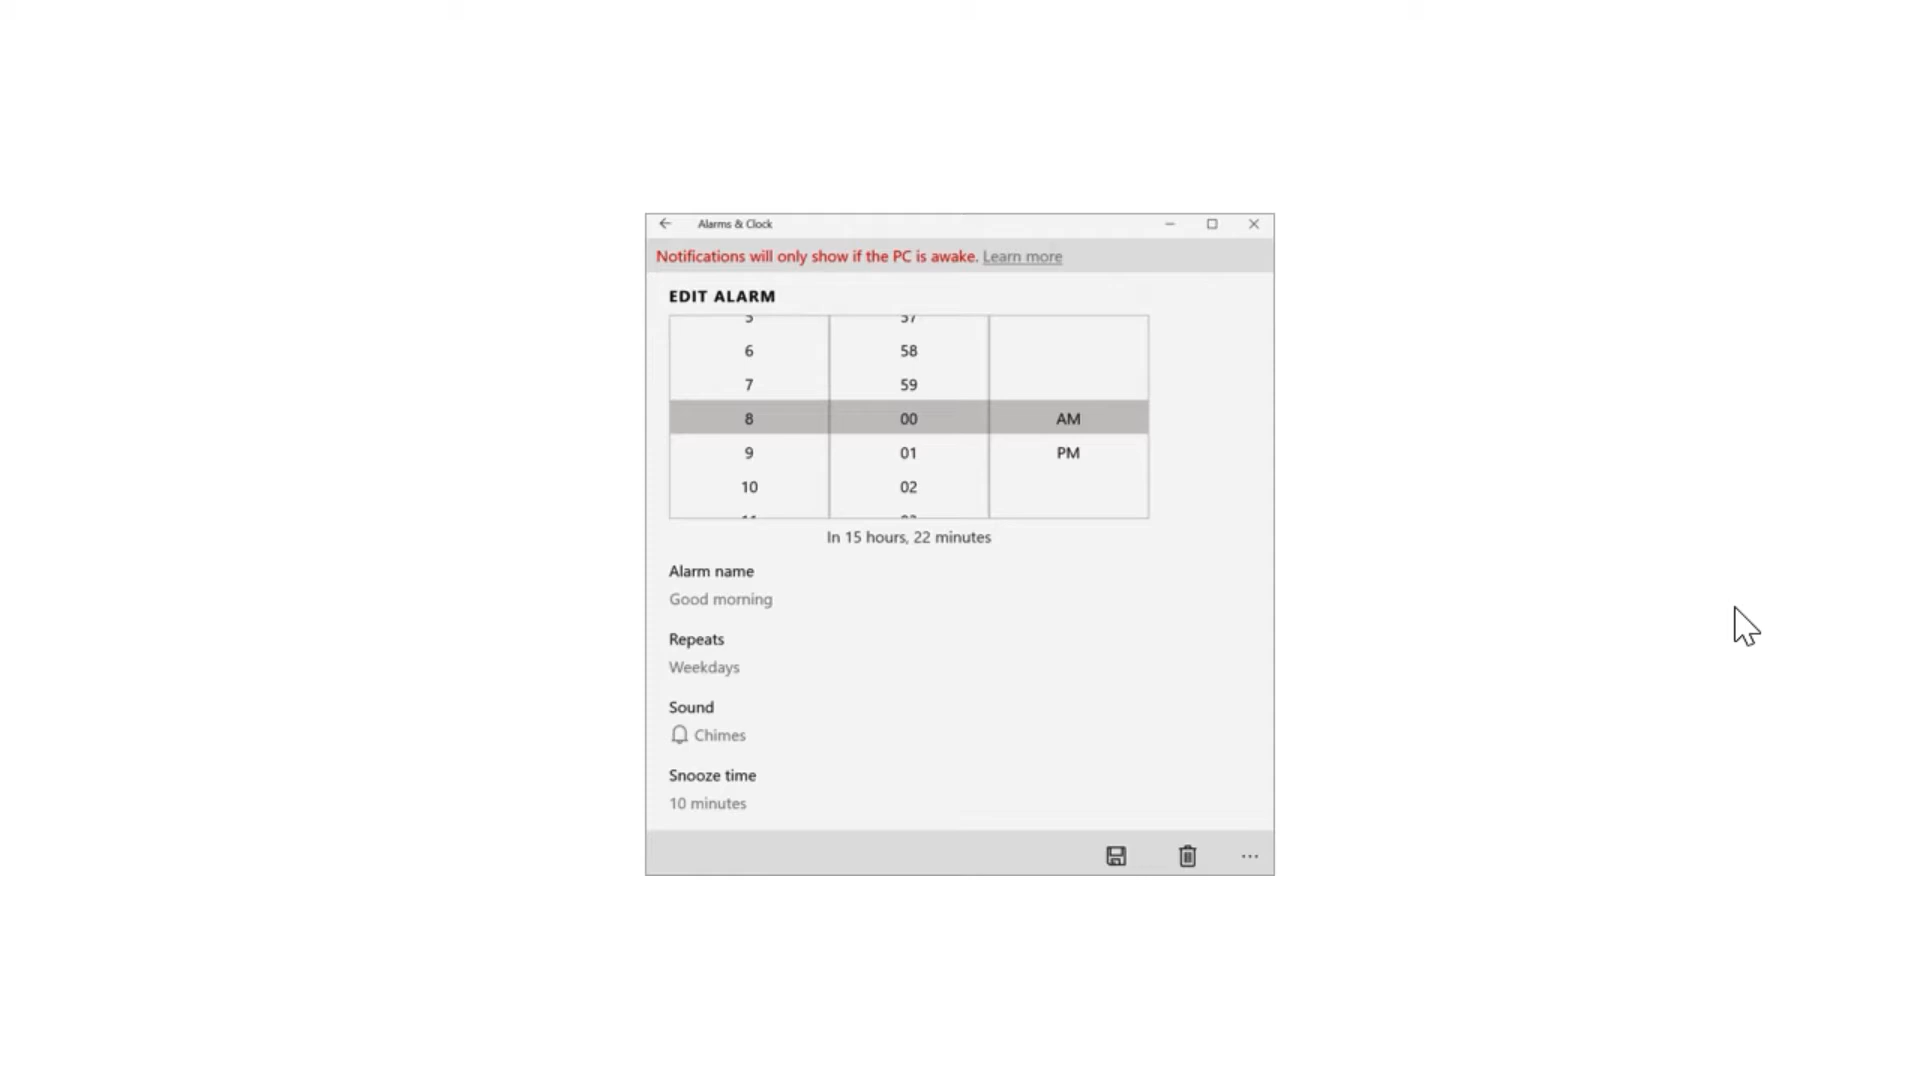 Alarms & Clock
Notifications will only show if the PC is awake. Learn more
EDIT ALARM
5 57
6 58
7 59
8 00 AM
9 01 PM
10 02
In 15 hours, 22 minutes
Alarm name
Good morning
Repeats
Weekdays
Sound
Chimes
Snooze time
10 minutes